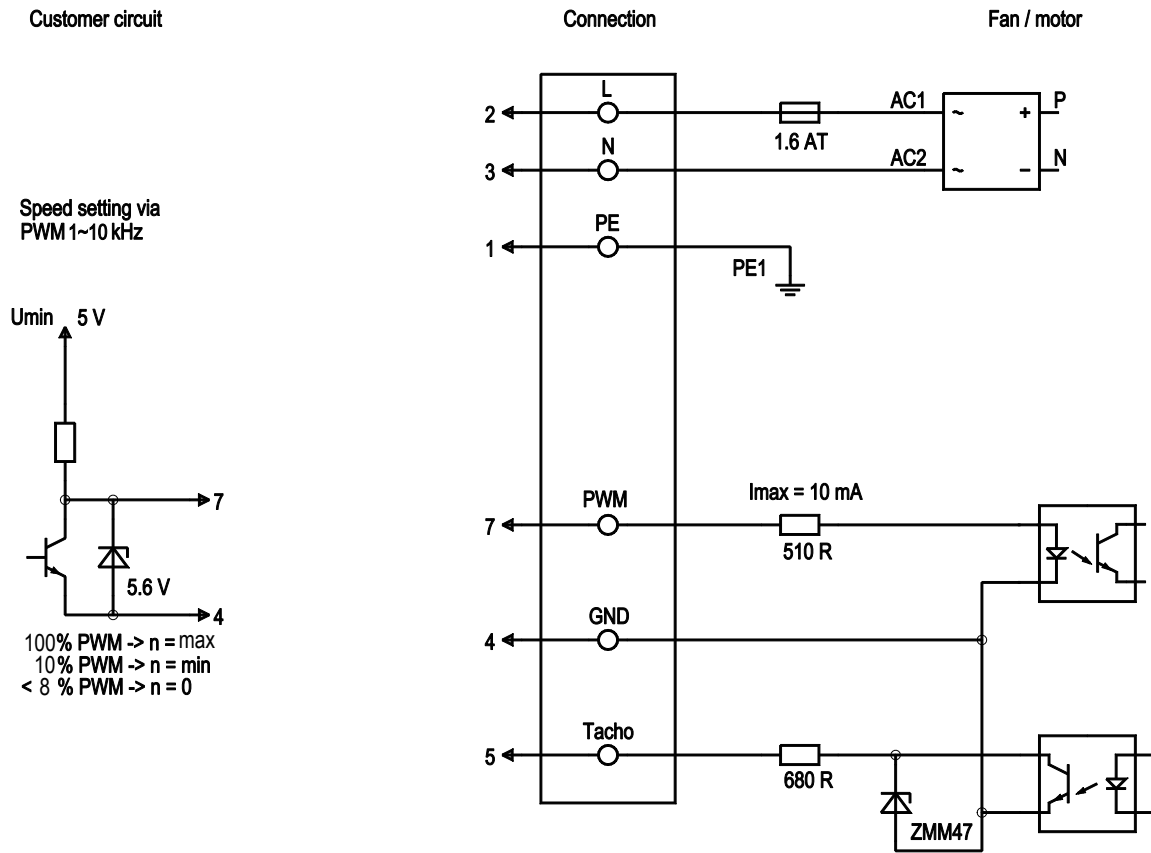 Customer circuit
Connection
Fan / motor
L
2
1.6 AT
AC1
~
+
P
N
3
AC2
~
–
N
Speed setting via
PWM 1~10 kHz
PE
1
PE1
Umin 5 V
7
5.6 V
4
100% PWM -> n = max
10% PWM -> n = min
< 8 % PWM -> n = 0
PWM
7
Imax = 10 mA
510 R
GND
4
Tacho
5
680 R
ZMM47